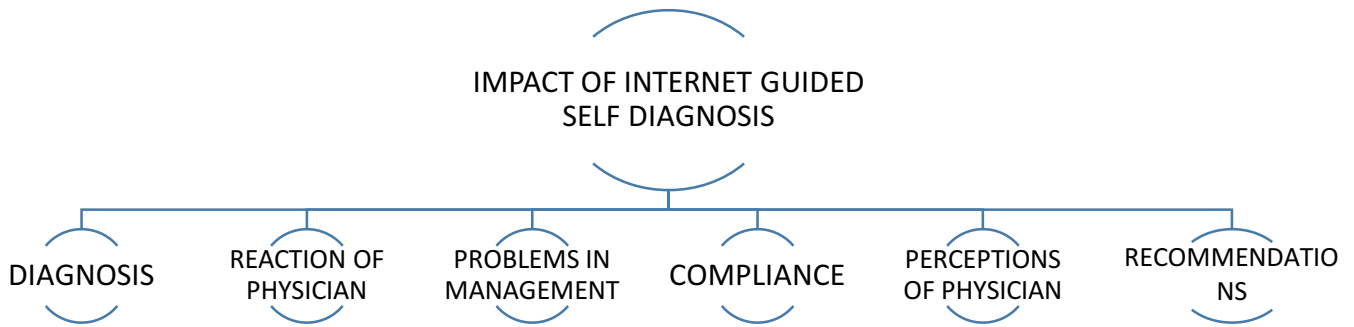 IMPACT OF INTERNET GUIDED
SELF DIAGNOSIS
DIAGNOSIS
REACTION OF
PHYSICIAN
PROBLEMS IN
MANAGEMENT
COMPLIANCE
PERCEPTIONS
OF PHYSICIAN
RECOMMENDATIO
NS